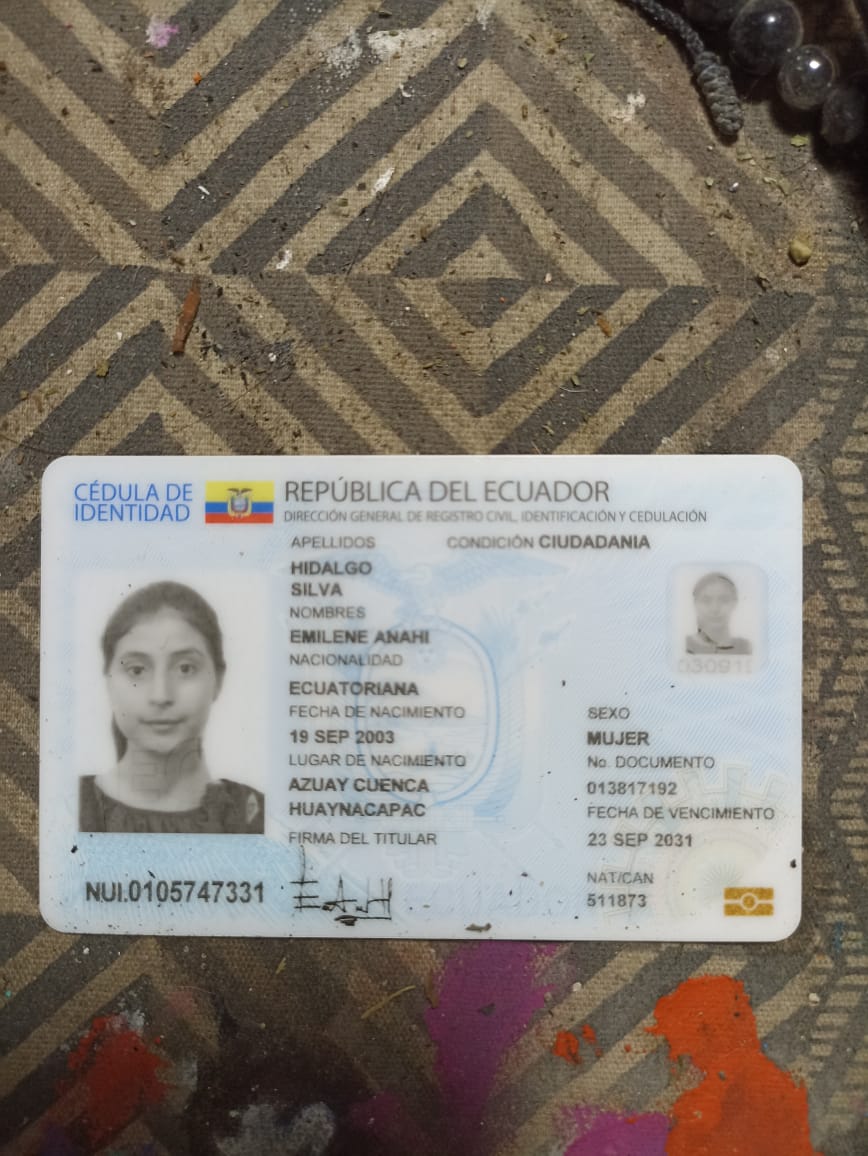 CÉDULA DE
IDENTIDAD
REPÚBLICA DEL ECUADOR
DIRECCIÓN GENERAL DE REGISTRO CIVIL, IDENTIFICACIÓN Y CEDULACIÓN
APELLIDOS
CONDICIÓN CIUDADANIA
HIDALGO
SILVA
NOMBRES
EMILENE ANAHI
NACIONALIDAD
ECUATORIANA
FECHA DE NACIMIENTO
19 SEP 2003
LUGAR DE NACIMIENTO
AZUAY CUENCA
HUAYNACAPAC
FIRMA DEL TITULAR
SEXO
MUJER
No. DOCUMENTO
013817192
FECHA DE VENCIMIENTO
23 SEP 2031
NAT/CAN
511873
NUI.0105747331